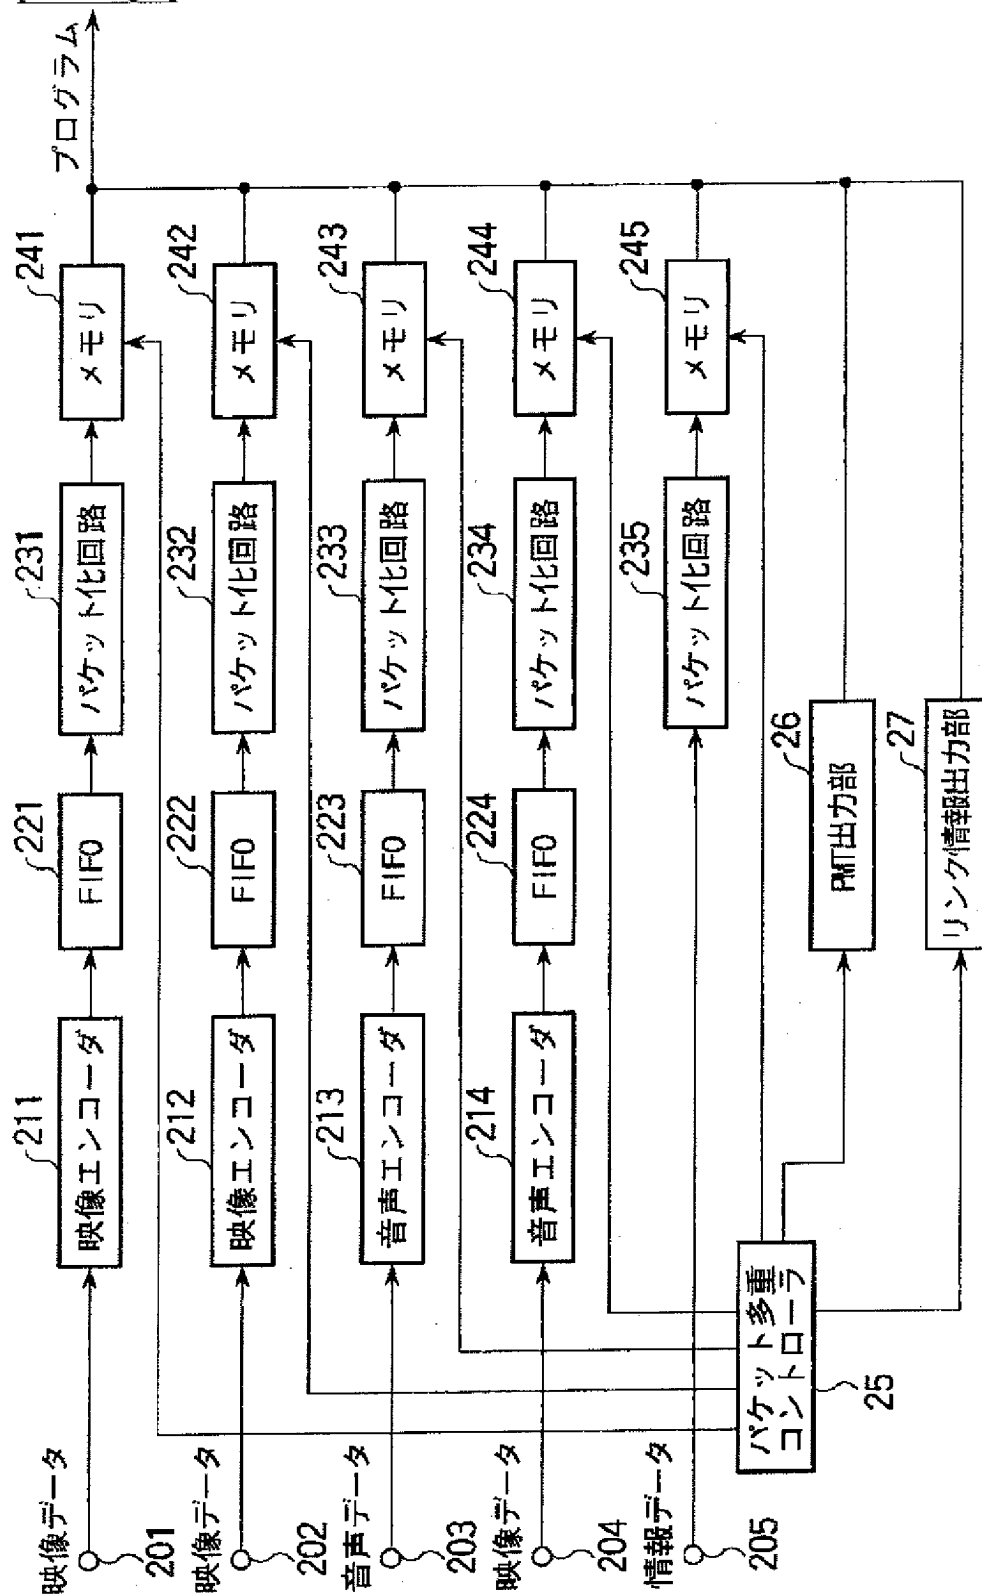 プログラム
映像データ
201
211
映像エンコーダ
221
FIFO
231
パケット化回路
241
メモリ
映像データ
202
212
映像エンコーダ
222
FIFO
232
パケット化回路
242
メモリ
音声データ
203
213
音声エンコーダ
223
FIFO
233
パケット化回路
243
メモリ
映像データ
204
214
音声エンコーダ
224
FIFO
234
パケット化回路
244
メモリ
情報データ
205
235
パケット化回路
245
メモリ
パケット多重
コントローラ
25
26
PMT出力部
27
リンク情報出力部